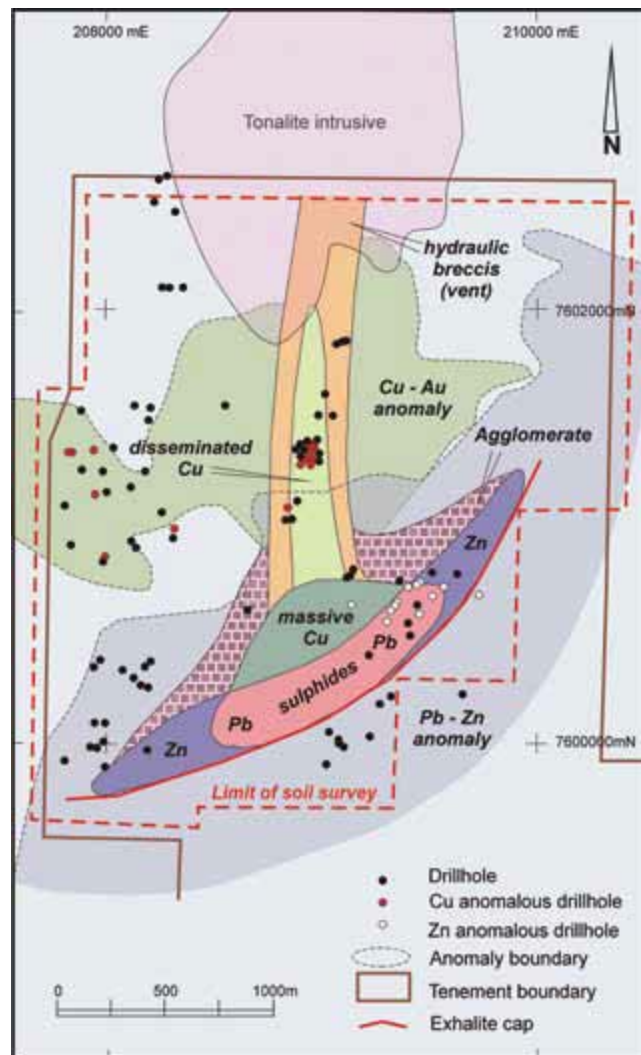 208000 mE
210000 mE
Tonalite intrusive
N
hydraulic
breccis
(vent)
7602000mN
Cu - Au
anomaly
disseminated
Cu
Agglomerate
Zn
massive
Cu
Pb
sulphides
Pb
Zn
Pb - Zn
anomaly
7600000mN
Limit of soil survey
Drillhole
Cu anomalous drillhole
Zn anomalous drillhole
Anomaly boundary
Tenement boundary
Exhalite cap
0 500 1000m